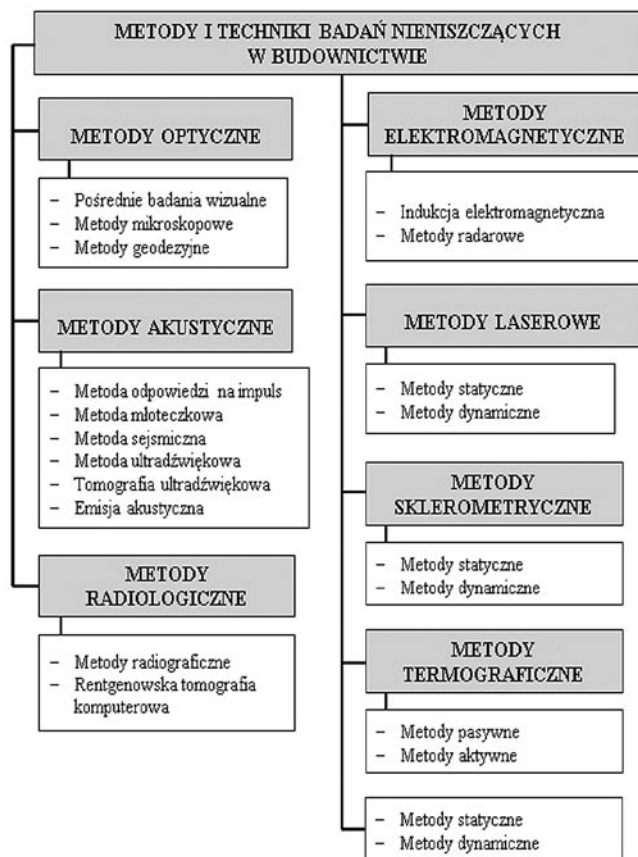 METODY I TECHNIKI BADAŃ NIENISZCZĄCYCH
W BUDOWNICTWIE
METODY OPTYCZNE
– Pośrednie badania wizualne
– Metody mikroskopowe
– Metody geodezyjne
METODY AKUSTYCZNE
– Metoda odpowiedzi na impuls
– Metoda młoteczkowa
– Metoda sejsmiczna
– Metoda ultradźwiękowa
– Tomografia ultradźwiękowa
– Emisja akustyczna
METODY
RADIOLOGICZNE
– Metody radiograficzne
– Rentgenowska tomografia
komputerowa
METODY
ELEKTROMAGNETYCZNE
– Indukcja elektromagnetyczna
– Metody radarowe
METODY LASEROWE
– Metody statyczne
– Metody dynamiczne
METODY
SKLEROMETRYCZNE
– Metody statyczne
– Metody dynamiczne
METODY
TERMOGRAFICZNE
– Metody pasywne
– Metody aktywne
– Metody statyczne
– Metody dynamiczne